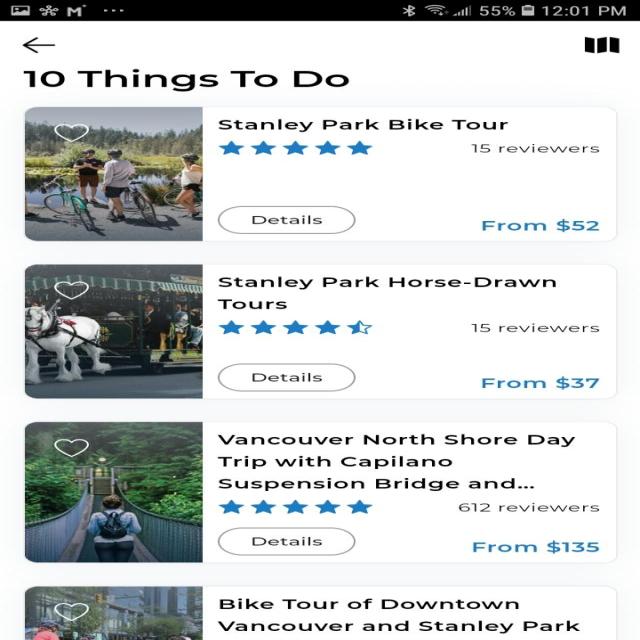 55% 12:01 PM
10 Things To Do
Stanley Park Bike Tour
15 reviewers
Details
From $52
Stanley Park Horse-Drawn
Tours
15 reviewers
Details
From $37
Vancouver North Shore Day
Trip with Capilano
Suspension Bridge and...
612 reviewers
Details
From $135
Bike Tour of Downtown
Vancouver and Stanley Park